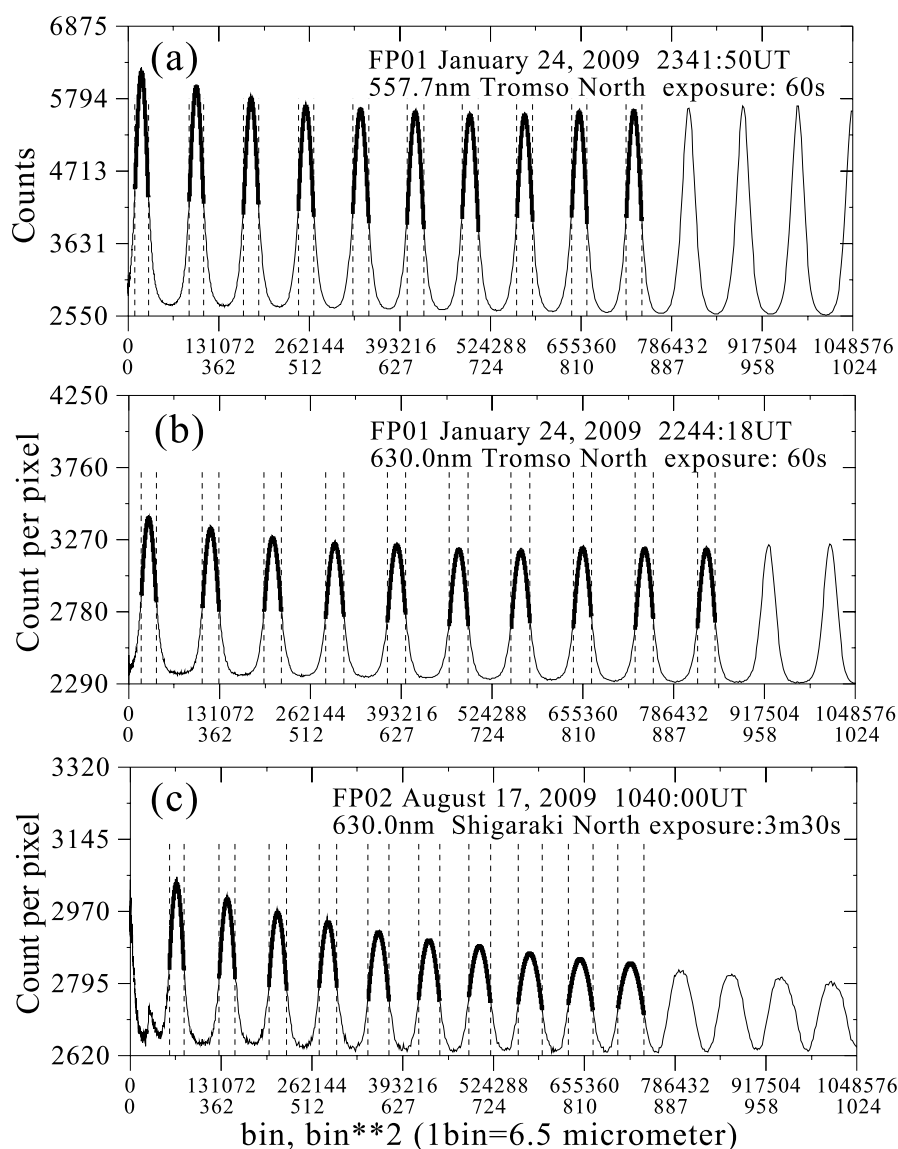 6875
(a)
FP01 January 24, 2009 2341:50UT
557.7nm Tromso North exposure: 60s
5794
4713
3631
2550
Counts
0 131072 262144 393216 524288 655360 786432 917504 1048576
0 362 512 627 724 810 887 958 1024
4250
(b)
FP01 January 24, 2009 2244:18UT
630.0nm Tromso North exposure: 60s
3760
3270
2780
2290
Count per pixel
0 131072 262144 393216 524288 655360 786432 917504 1048576
0 362 512 627 724 810 887 958 1024
3320
(c)
FP02 August 17, 2009 1040:00UT
630.0nm Shigaraki North exposure:3m30s
3145
2970
2795
2620
Count per pixel
0 131072 262144 393216 524288 655360 786432 917504 1048576
0 362 512 627 724 810 887 958 1024
bin, bin**2 (1bin=6.5 micrometer)